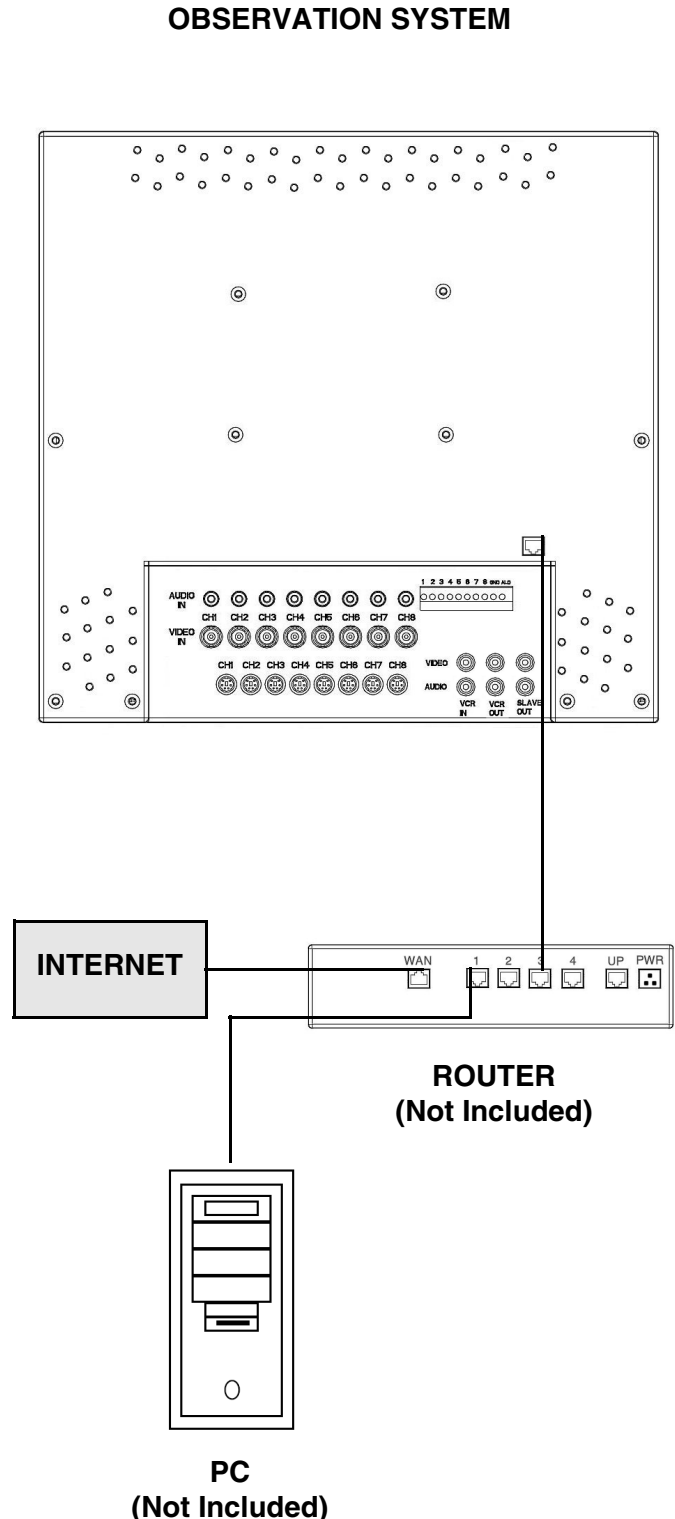 OBSERVATION SYSTEM
1 2 3 4 5 6 7 8 GND ALO
AUDIO IN
CH1 CH2 CH3 CH4 CH5 CH6 CH7 CH8
VIDEO IN
CH1 CH2 CH3 CH4 CH5 CH6 CH7 CH8
VIDEO
AUDIO
VCR IN
VCR OUT
SLAVE OUT
INTERNET
WAN 1 2 3 4 UP PWR
ROUTER
(Not Included)
PC
(Not Included)